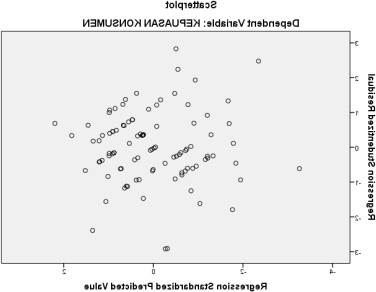 Scatterplot
Dependent Variable: KEPUASAN KONSUMEN
Regression Studentized Residual
3
2
1
0
-1
-2
-3
2
0
-2
-4
Regression Standardized Predicted Value